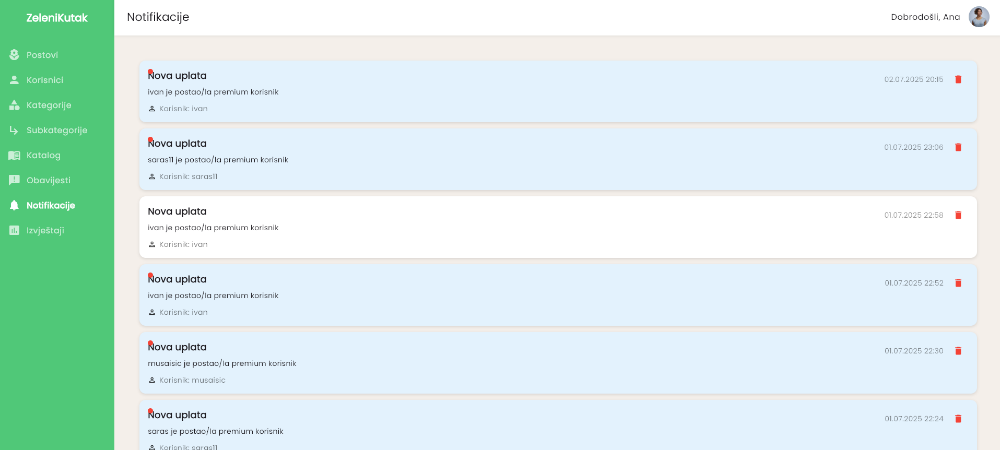 ZeleniKutak
Postovi
Korisnici
Kategorije
Subkategorije
Katalog
Obavijesti
Notifikacije
Izvještaji
Notifikacije
Dobrodošli, Ana
Nova uplata
02.07.2025 20:15
ivan je postao/la premium korisnik
Korisnik: ivan
Nova uplata
01.07.2025 23:06
saras11 je postao/la premium korisnik
Korisnik: saras11
Nova uplata
01.07.2025 22:58
ivan je postao/la premium korisnik
Korisnik: ivan
Nova uplata
01.07.2025 22:52
ivan je postao/la premium korisnik
Korisnik: ivan
Nova uplata
01.07.2025 22:30
musaisic je postao/la premium korisnik
Korisnik: musaisic
Nova uplata
01.07.2025 22:24
saras je postao/la premium korisnik
Korisnik: saras11